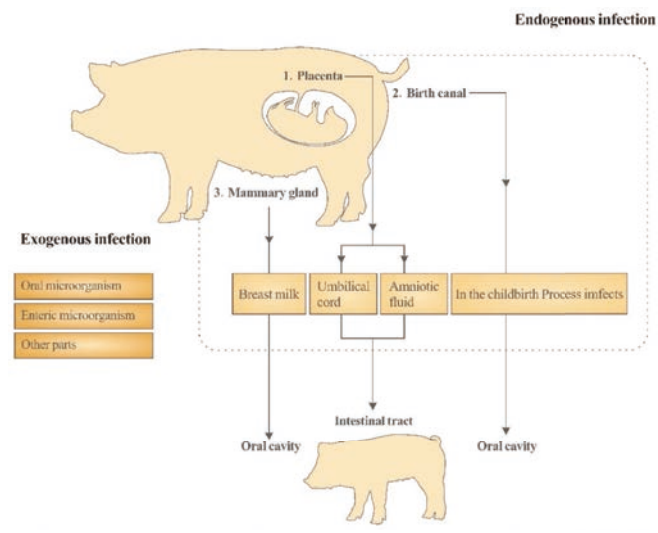 Endogenous infection
1. Placenta
2. Birth canal
3. Mammary gland
Exogenous infection
Oral microorganism
Enteric microorganism
Other parts
Breast milk
Umbilical
cord
Amniotic
fluid
In the childbirth Process imfects
Intestinal tract
Oral cavity
Oral cavity